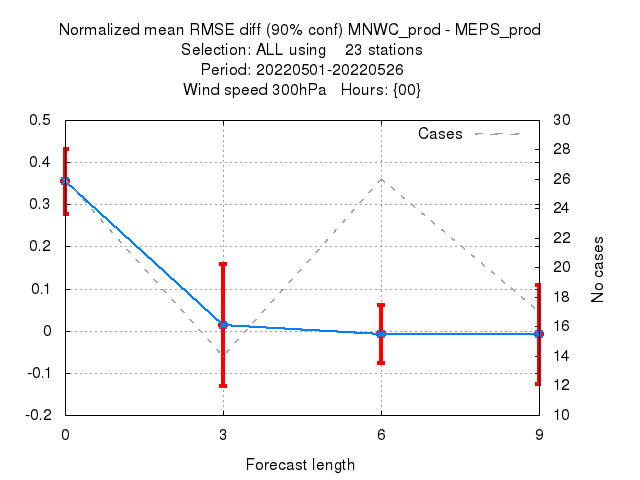 Normalized mean RMSE diff (90% conf) MNWC_prod - MEPS_prod
Selection: ALL using    23 stations
Period: 20220501-20220526
Wind speed 300hPa   Hours: {00}
Cases
0.5
0.4
0.3
0.2
0.1
0
-0.1
-0.2
30
28
26
24
22
20
18
16
14
12
10
No cases
0 3 6 9
Forecast length